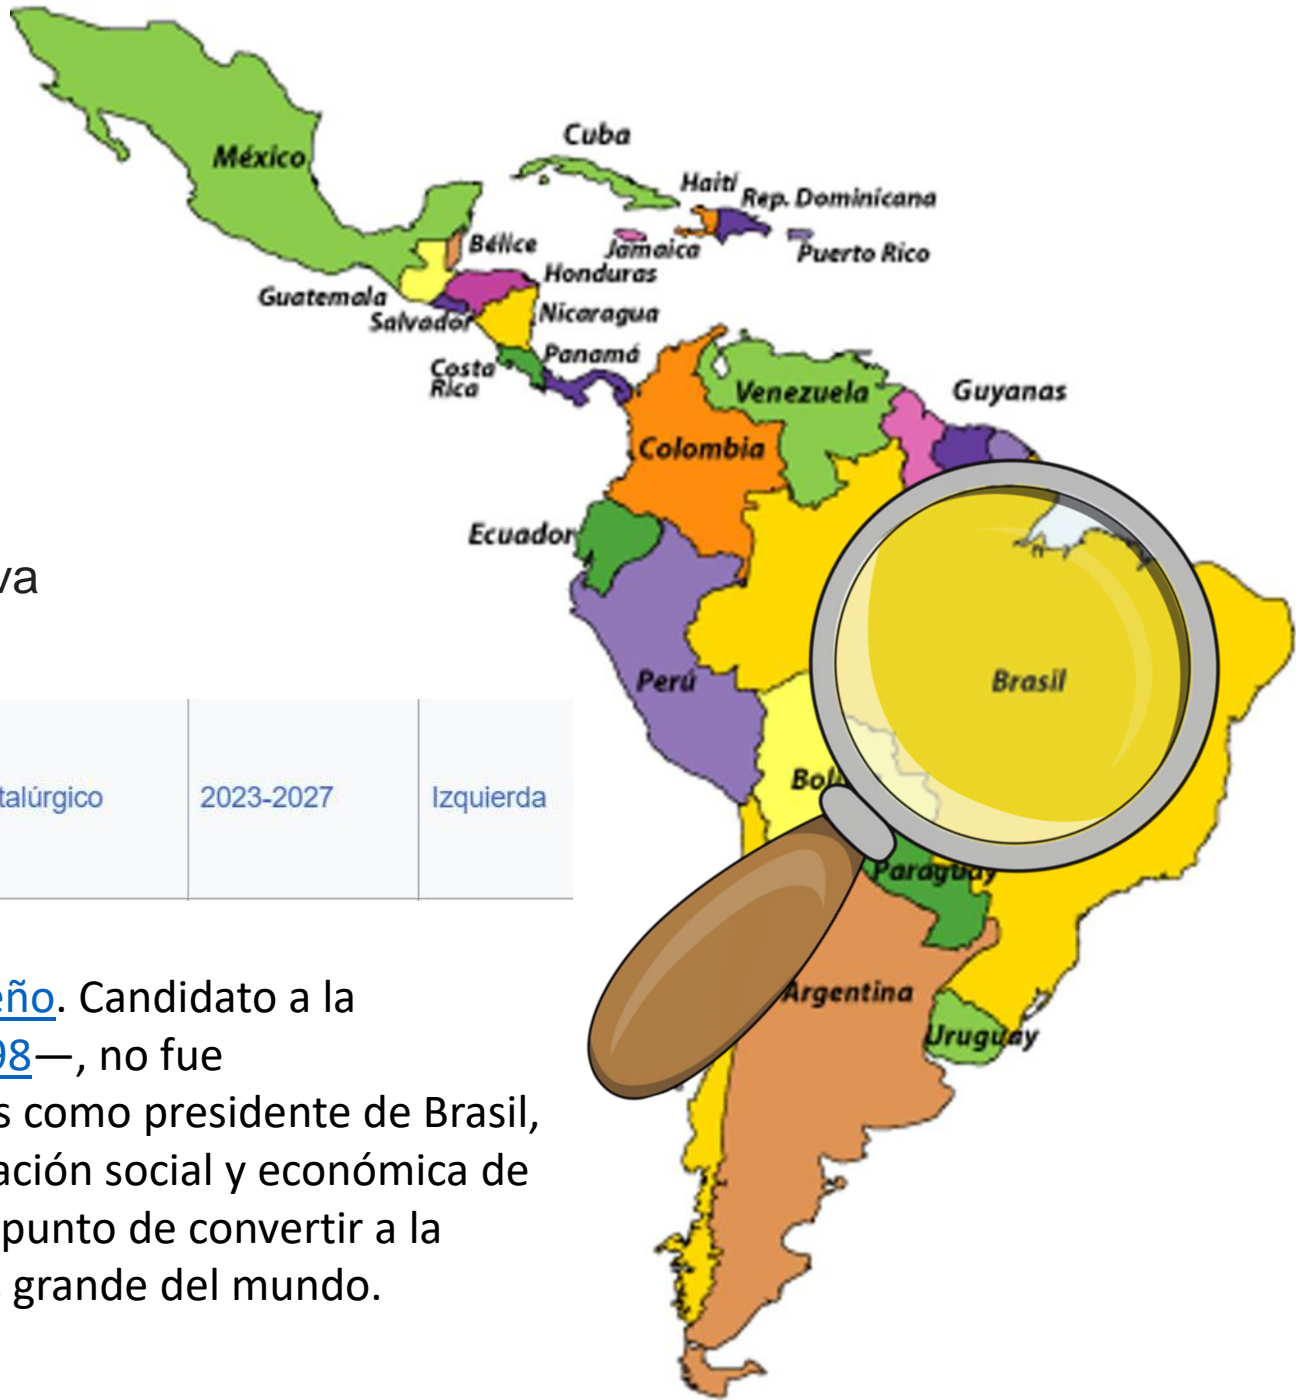 México
Cuba
Haití
Rep. Dominicana
Jamaica
Puerto Rico
Bélice
Honduras
Guatemala
Salvador
Nicaragua
Costa
Rica
Panamá
Venezuela
Guyanas
Colombia
Ecuador
va
Perú
Brasil
talúrgico
2023-2027
Izquierda
Boli
Paraguay
eño. Candidato a la
Argentina
98—, no fue
Uruguay
s como presidente de Brasil,
ación social y económica de
punto de convertir a la
s grande del mundo.